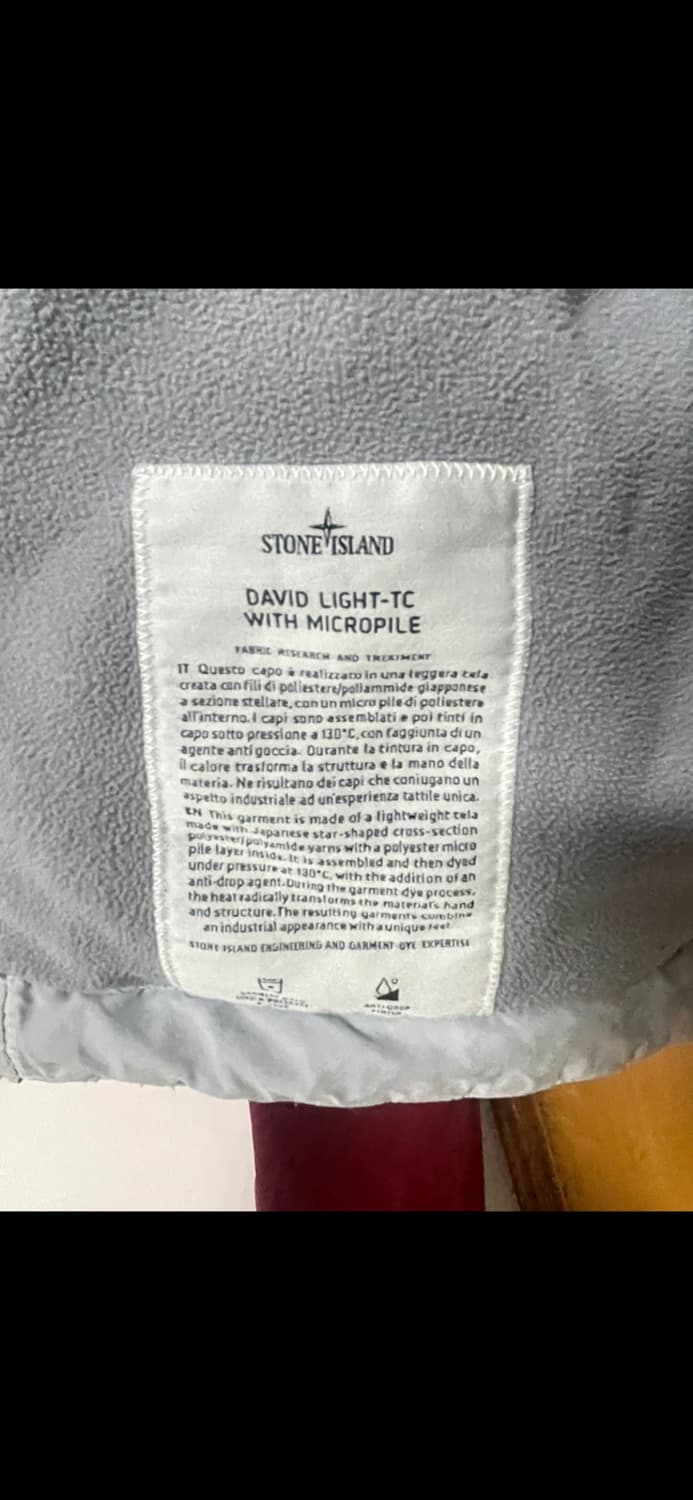 STONE ISLAND
DAVID LIGHT-TC
WITH MICROPILE
FABRIC RESEARCH AND TREATMENT
IT Questo capo è realizzato in una leggera tela
creata con fili di poliestere/poliammide giapponese
a sezione stellare, con un micro pile di poliestere
all'interno. I capi sono assemblati e poi tinti in
capo sotto pressione a 130°C, con l'aggiunta di un
agente anti goccia. Durante la tintura in capo,
il calore trasforma la struttura e la mano della
materia. Ne risultano dei capi che coniugano un
aspetto industriale ad un'esperienza tattile unica.
EN This garment is made of a lightweight tela
made with Japanese star-shaped cross-section
polyester/polyamide yarns with a polyester micro
pile layer inside. It is assembled and then dyed
under pressure at 130°C, with the addition of an
anti-drop agent. During the garment dye process,
the heat radically transforms the material's hand
and structure. The resulting garments combine
an industrial appearance with a unique feel.
STONE ISLAND ENGINEERING AND GARMENT DYE EXPERTISE
ANTI-DROP